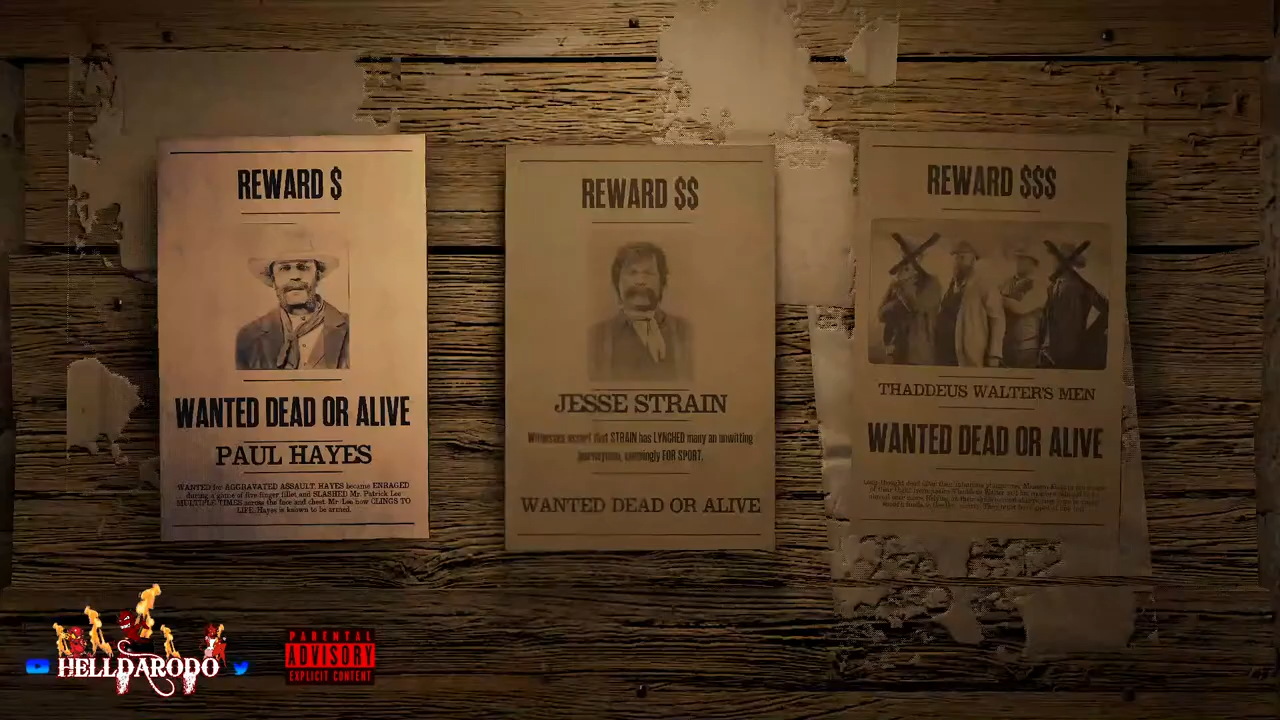 REWARD $
WANTED DEAD OR ALIVE
PAUL HAYES
WANTED for AGGRAVATED ASSAULT. HAYES became ENRAGED
during a game of five finger fillet and SLASHED Mr. Patrick Lee
MULTIPLE TIMES across the face and chest. Mr. Lee now CLINGS TO
LIFE. Hayes is known to be armed.
REWARD $$
JESSE STRAIN
Witnesses assert that STRAIN has LYNCHED many an unwitting
journeyman, seemingly FOR SPORT.
WANTED DEAD OR ALIVE
REWARD $$$
THADDEUS WALTER'S MEN
WANTED DEAD OR ALIVE
HELLDARODO
PARENTAL
ADVISORY
EXPLICIT CONTENT